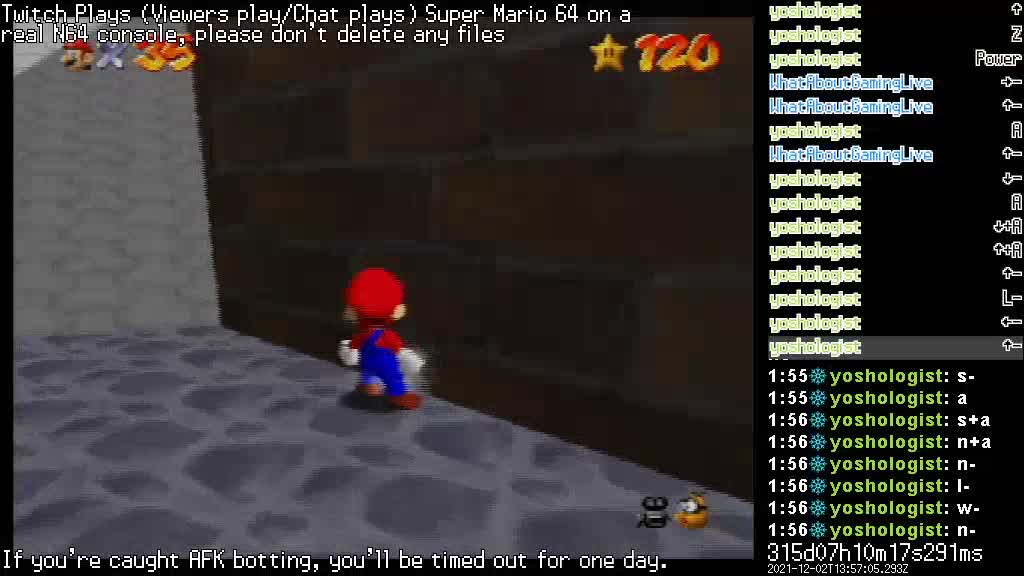 Twitch Plays (Viewers play/Chat plays) Super Mario 64 on a
real N64 console, please don't delete any files
35
120
yoshologist ↑
yoshologist Z
yoshologist Power
WhatAboutGamingLive →-
WhatAboutGamingLive ↑-
yoshologist A
WhatAboutGamingLive ↑-
yoshologist ↓-
yoshologist A
yoshologist ↓+A
yoshologist ↑+A
yoshologist ↑-
yoshologist L-
yoshologist ←-
yoshologist ↑-
1:55 yoshologist: s-
1:55 yoshologist: a
1:56 yoshologist: s+a
1:56 yoshologist: n+a
1:56 yoshologist: n-
1:56 yoshologist: l-
1:56 yoshologist: w-
1:56 yoshologist: n-
315d07h10m17s291ms
2021-12-02T13:57:05.293Z
If you're caught AFK botting, you'll be timed out for one day.